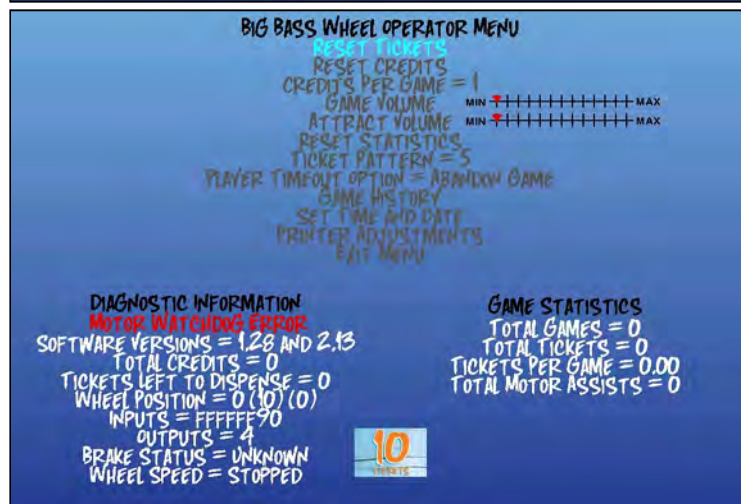 BIG BASS WHEEL OPERATOR MENU
RESET TICKETS
RESET CREDITS
CREDITS PER GAME = 1
GAME VOLUME MIN MAX
ATTRACT VOLUME MIN MAX
RESET STATISTICS
TICKET PATTERN = 5
PLAYER TIMEOUT OPTION = ABANDON GAME
GAME HISTORY
SET TIME AND DATE
PRINTER ADJUSTMENTS
EXIT MENU
DIAGNOSTIC INFORMATION
MOTOR WATCHDOG ERROR
SOFTWARE VERSIONS = 1.28 AND 2.13
TOTAL CREDITS = 0
TICKETS LEFT TO DISPENSE = 0
WHEEL POSITION = 0 (10) (0)
INPUTS = FFFFFF90
OUTPUTS = 4
BRAKE STATUS = UNKNOWN
WHEEL SPEED = STOPPED
GAME STATISTICS
TOTAL GAMES = 0
TOTAL TICKETS = 0
TICKETS PER GAME = 0.00
TOTAL MOTOR ASSISTS = 0
10
TICKETS